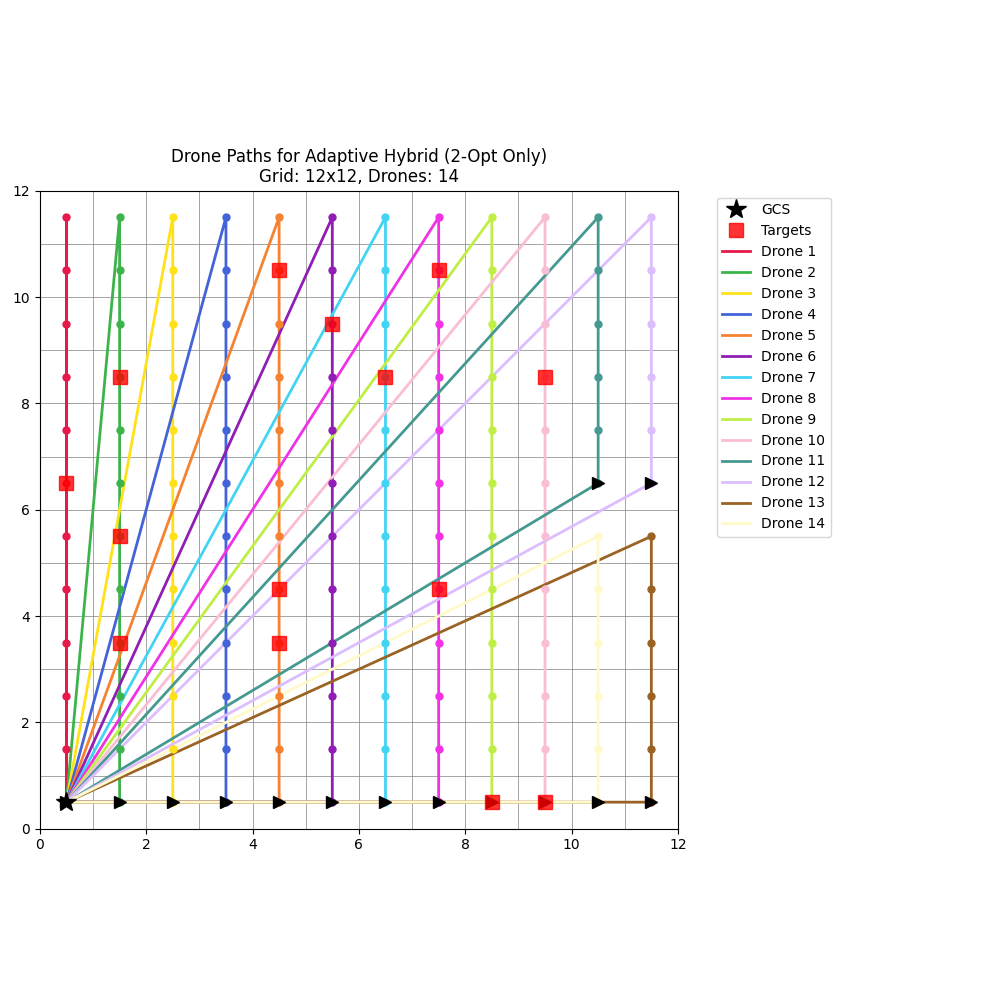 Drone Paths for Adaptive Hybrid (2-Opt Only)
Grid: 12x12, Drones: 14
12
10
8
6
4
2
0
0 2 4 6 8 10 12
GCS
Targets
Drone 1
Drone 2
Drone 3
Drone 4
Drone 5
Drone 6
Drone 7
Drone 8
Drone 9
Drone 10
Drone 11
Drone 12
Drone 13
Drone 14